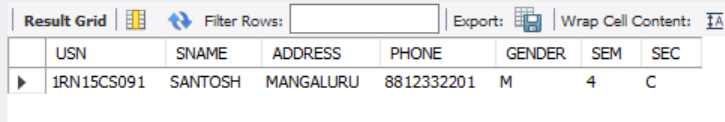 Result Grid Filter Rows: Export: Wrap Cell Content: IA
USN SNAME ADDRESS PHONE GENDER SEM SEC
1RN15CS091 SANTOSH MANGALURU 8812332201 M 4 C